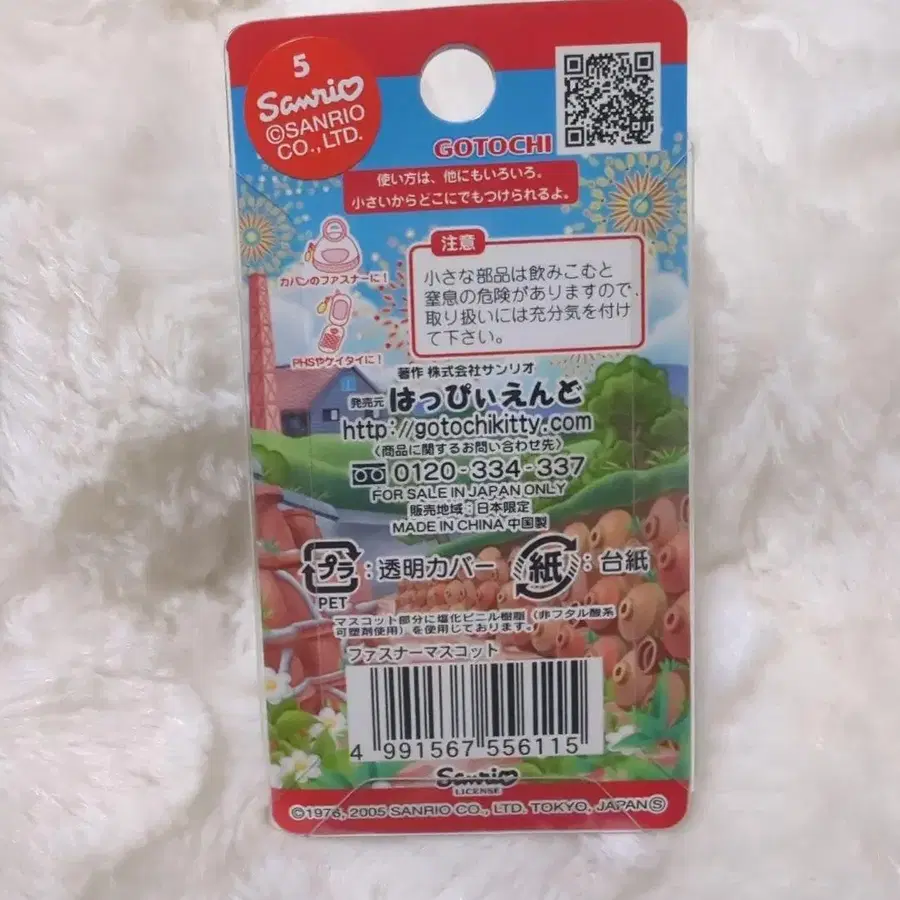 5
Sanrio
©SANRIO
CO.,LTD.
GOTOCHI
使い方は、他にもいろいろ。
小さいからどこにでもつけられるよ。
カバンのファスナーに!
PHSやケイタイに!
注意
小さな部品は飲みこむと
窒息の危険がありますので、
取り扱いには充分気を付け
て下さい。
著作 株式会社サンリオ
発売元 はっぴぃえんど
http://gotochikitty.com
〈商品に関するお問い合わせ先〉
0120-334-337
FOR SALE IN JAPAN ONLY
販売地域:日本限定
MADE IN CHINA 中国製
プラ:透明カバー 紙:台紙
PET
マスコット部分に塩化ビニル樹脂(非フタル酸系
可塑剤使用)を使用しております。
ファスナーマスコット
4 991567 556115
Sanrio
LICENSE
©1976, 2005 SANRIO CO., LTD. TOKYO, JAPAN Ⓢ